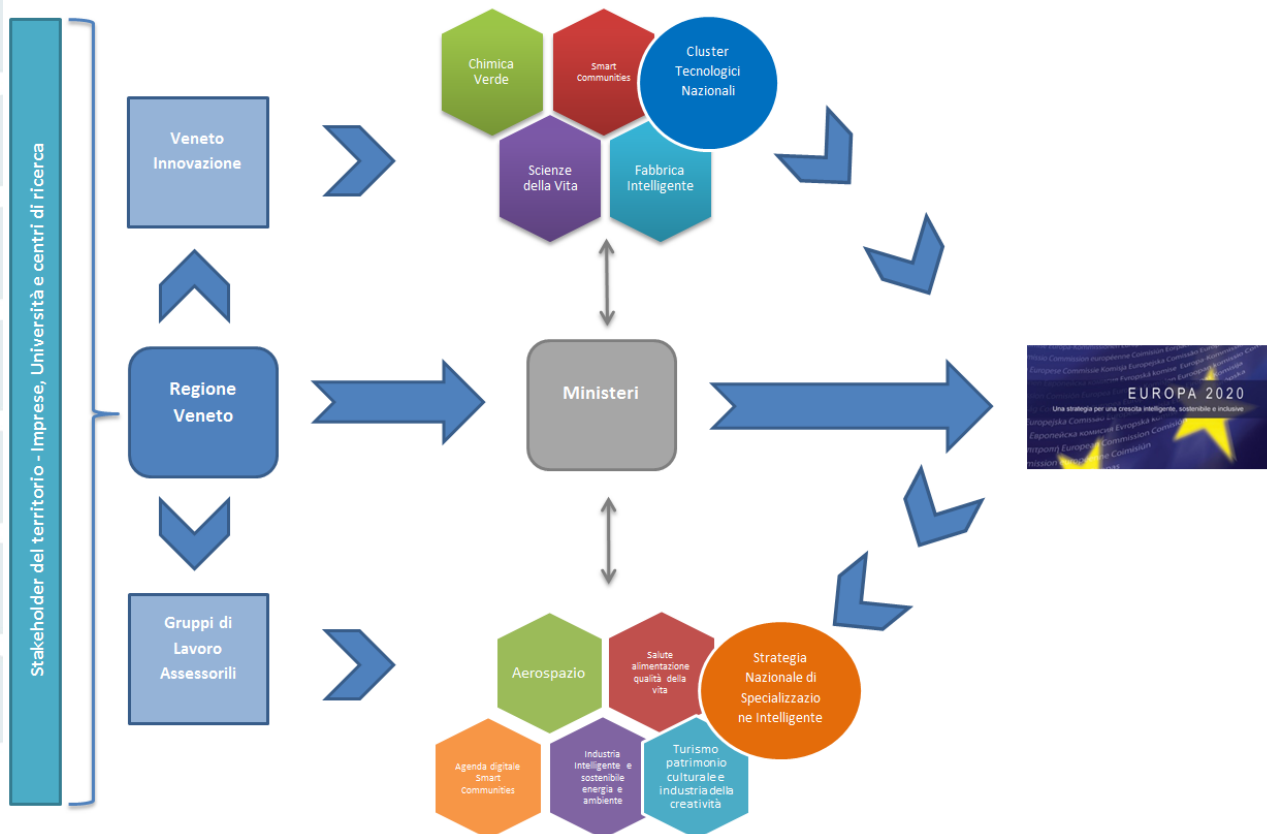 Stakeholder del territorio - Imprese, Università e centri di ricerca
Veneto
Innovazione
Regione
Veneto
Gruppi di
Lavoro
Assessorili
Chimica
Verde
Smart
Communities
Cluster
Tecnologici
Nazionali
Scienze
della Vita
Fabbrica
Intelligente
Ministeri
EUROPA 2020
Una strategia per una crescita intelligente, sostenibile e inclusive
Aerospazio
Salute
alimentazione
qualità della
vita
Strategia
Nazionale di
Specializzazio
ne Intelligente
Agenda digitale
Smart
Communities
Industria
Intelligente e
sostenibile
energia e
ambiente
Turismo
patrimonio
culturale e
industria della
creatività